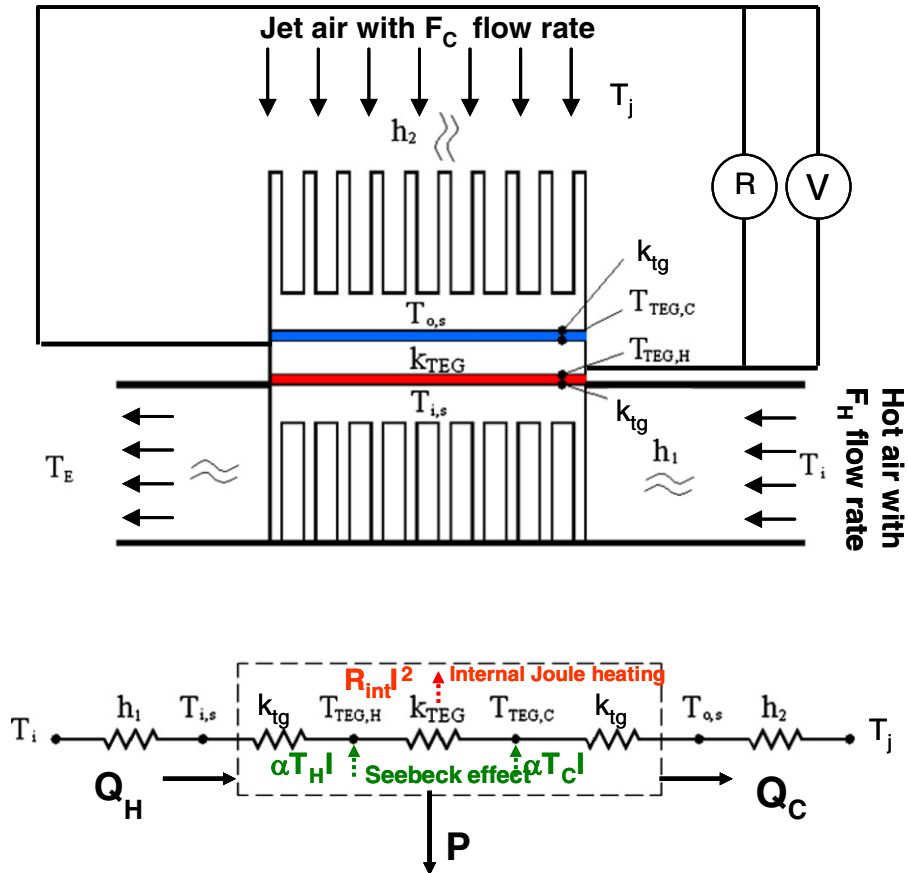 Jet air with F_C flow rate
T_j
h_2
R
V
k_tg
T_o,s
T_TEG,C
k_TEG
T_TEG,H
T_i,s
k_tg
T_E
h_1
T_i
Hot air with
F_H flow rate
R_int I^2
Internal Joule heating
T_i
h_1
T_i,s
k_tg
T_TEG,H
k_TEG
T_TEG,C
k_tg
T_o,s
h_2
T_j
αT_H I
Seebeck effect
αT_C I
Q_H
Q_C
P